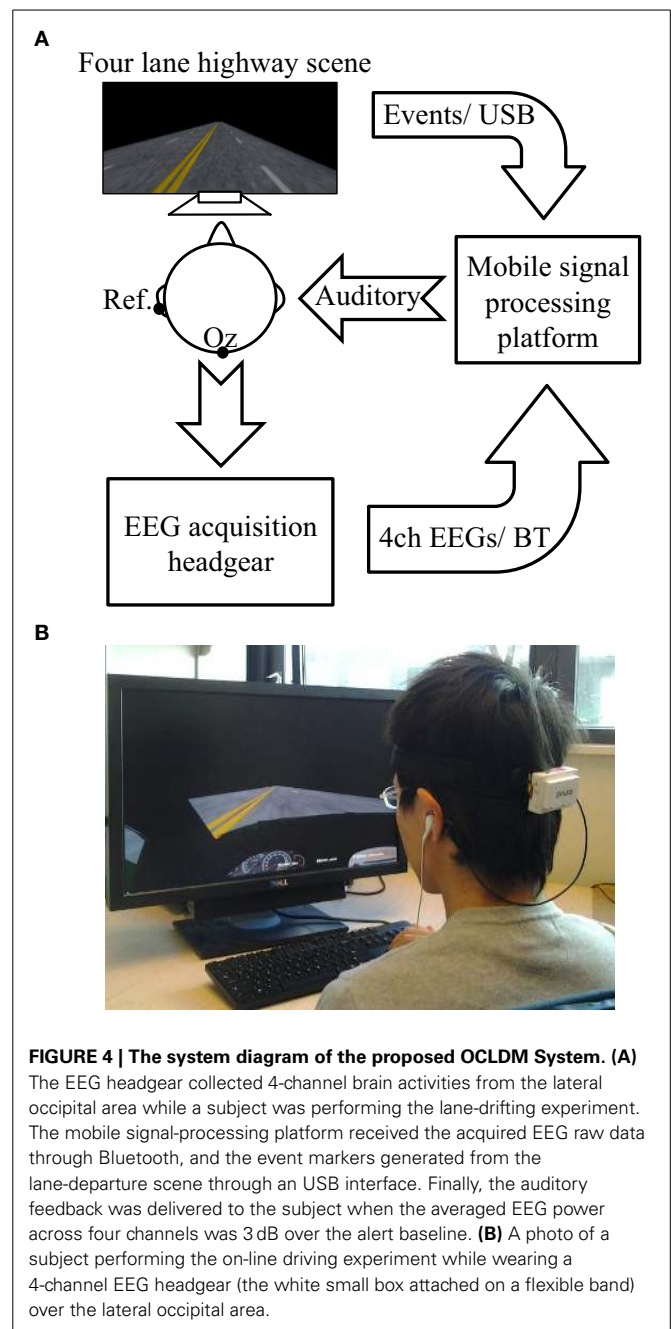 A
Four lane highway scene
Events/ USB
Mobile signal
processing
platform
Auditory
Ref.
Oz
EEG acquisition
headgear
4ch EEGs/ BT
B
DELL
FIGURE 4 | The system diagram of the proposed OCLDM System. (A)
The EEG headgear collected 4-channel brain activities from the lateral
occipital area while a subject was performing the lane-drifting experiment.
The mobile signal-processing platform received the acquired EEG raw data
through Bluetooth, and the event markers generated from the
lane-departure scene through an USB interface. Finally, the auditory
feedback was delivered to the subject when the averaged EEG power
across four channels was 3 dB over the alert baseline. (B) A photo of a
subject performing the on-line driving experiment while wearing a
4-channel EEG headgear (the white small box attached on a flexible band)
over the lateral occipital area.